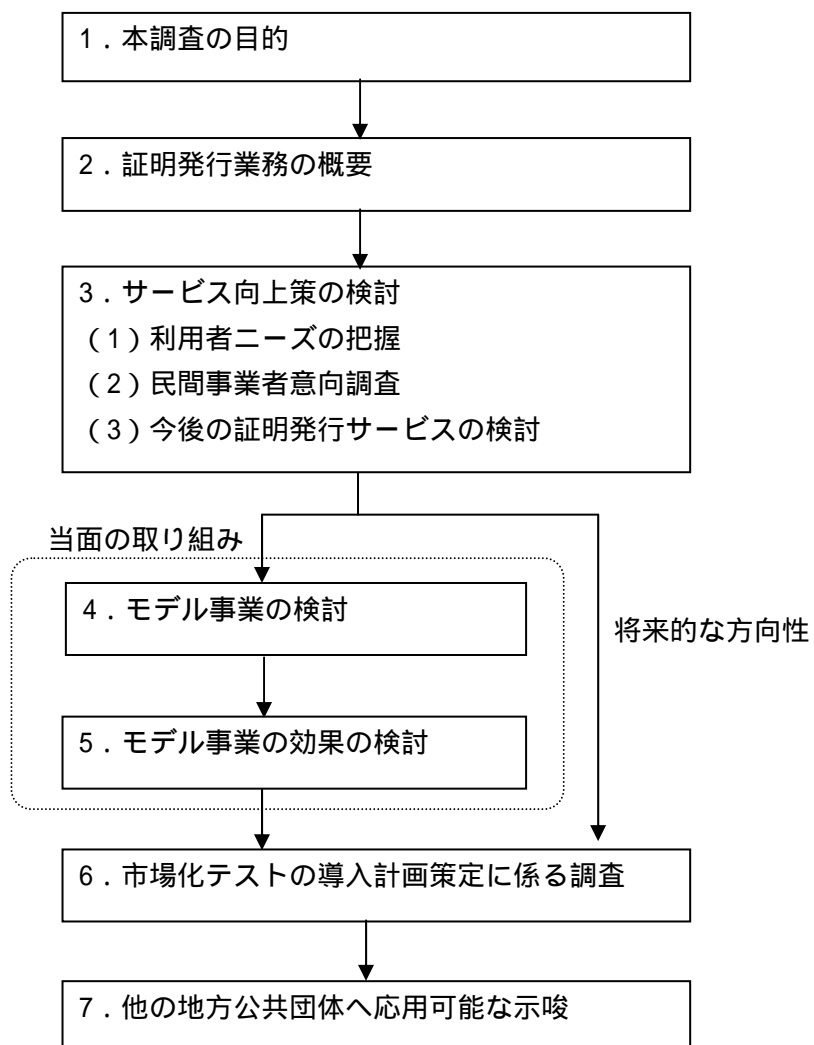 1．本調査の目的
2．証明発行業務の概要
3．サービス向上策の検討
（1）利用者ニーズの把握
（2）民間事業者意向調査
（3）今後の証明発行サービスの検討
当面の取り組み
4．モデル事業の検討
将来的な方向性
5．モデル事業の効果の検討
6．市場化テストの導入計画策定に係る調査
7．他の地方公共団体へ応用可能な示唆